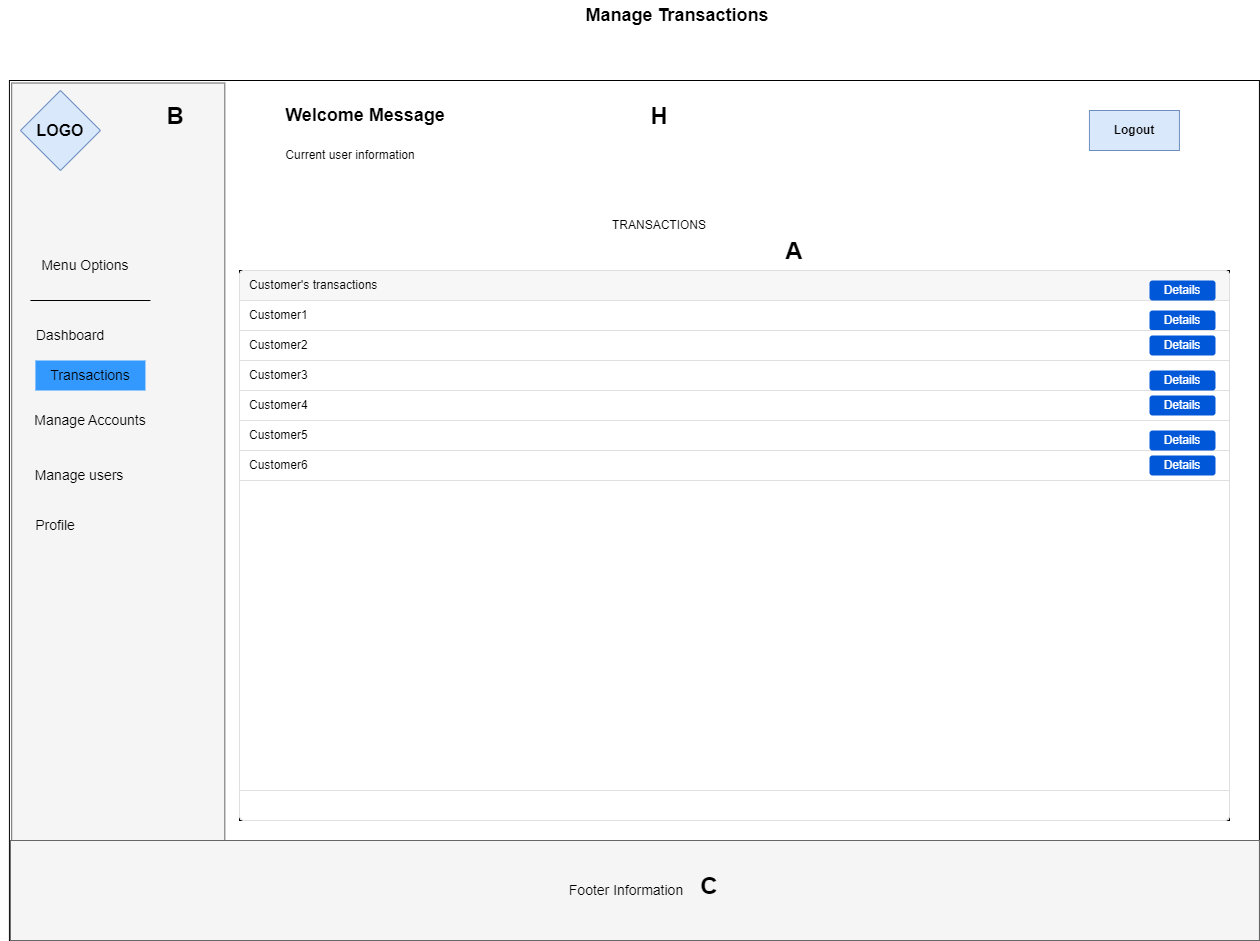 Manage Transactions
LOGO
B
Welcome Message
H
Logout
Current user information
TRANSACTIONS
A
Menu Options
Dashboard
Transactions
Manage Accounts
Manage users
Profile
Customer's transactions Details
Customer1 Details
Customer2 Details
Customer3 Details
Customer4 Details
Customer5 Details
Customer6 Details
Footer Information C